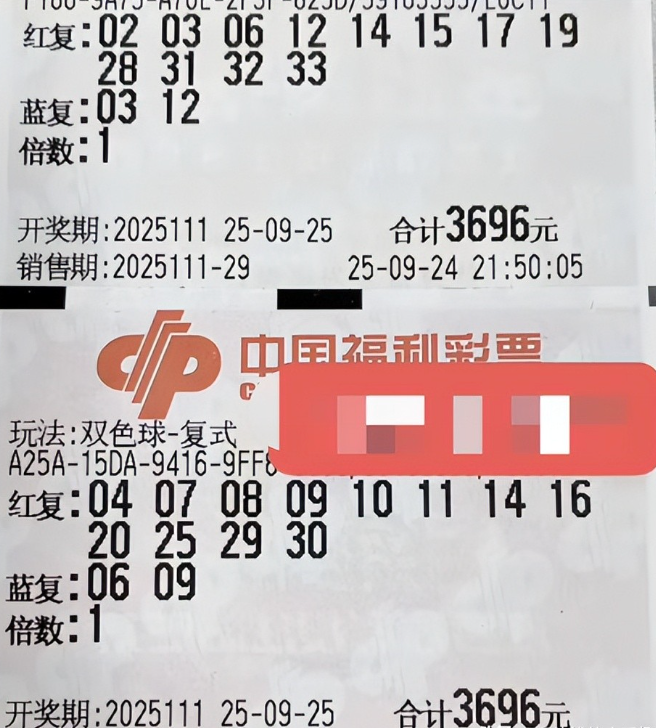 红复:02 03 06 12 14 15 17 19
28 31 32 33
蓝复:03 12
倍数:1
开奖期:2025111 25-09-25 合计3696元
销售期:2025111-29 25-09-24 21:50:05
中国福利彩票
玩法:双色球-复式
A25A-15DA-9416-9FF8
红复:04 07 08 09 10 11 14 16
20 25 29 30
蓝复:06 09
倍数:1
开奖期:2025111 25-09-25 合计3696元